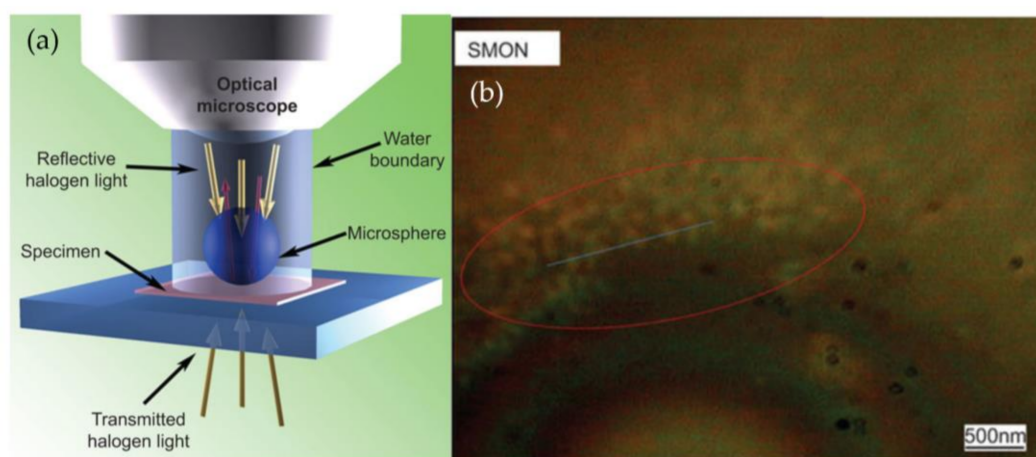 (a)
Optical
microscope
Reflective
halogen light
Water
boundary
Specimen
Microsphere
Transmitted
halogen light
SMON
(b)
500nm